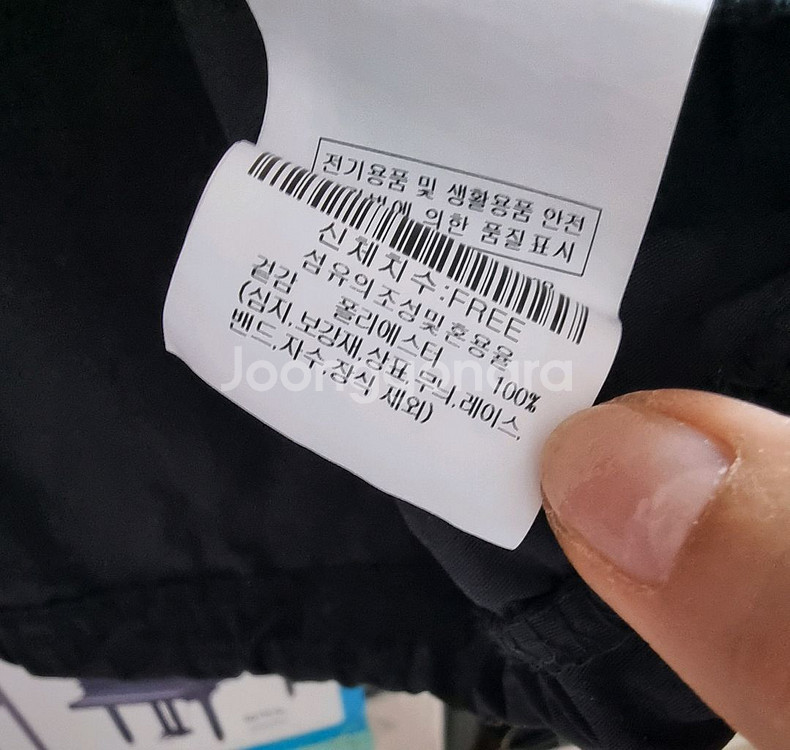 전기용품 및 생활용품 안전
의한 품질표시
신체치수:FREE
섬유의조성및혼용율
겉감 폴리에스터 100%
(심지,보강재,상표,무늬,레이스,
밴드,자수,장식 제외)
Joonggonara